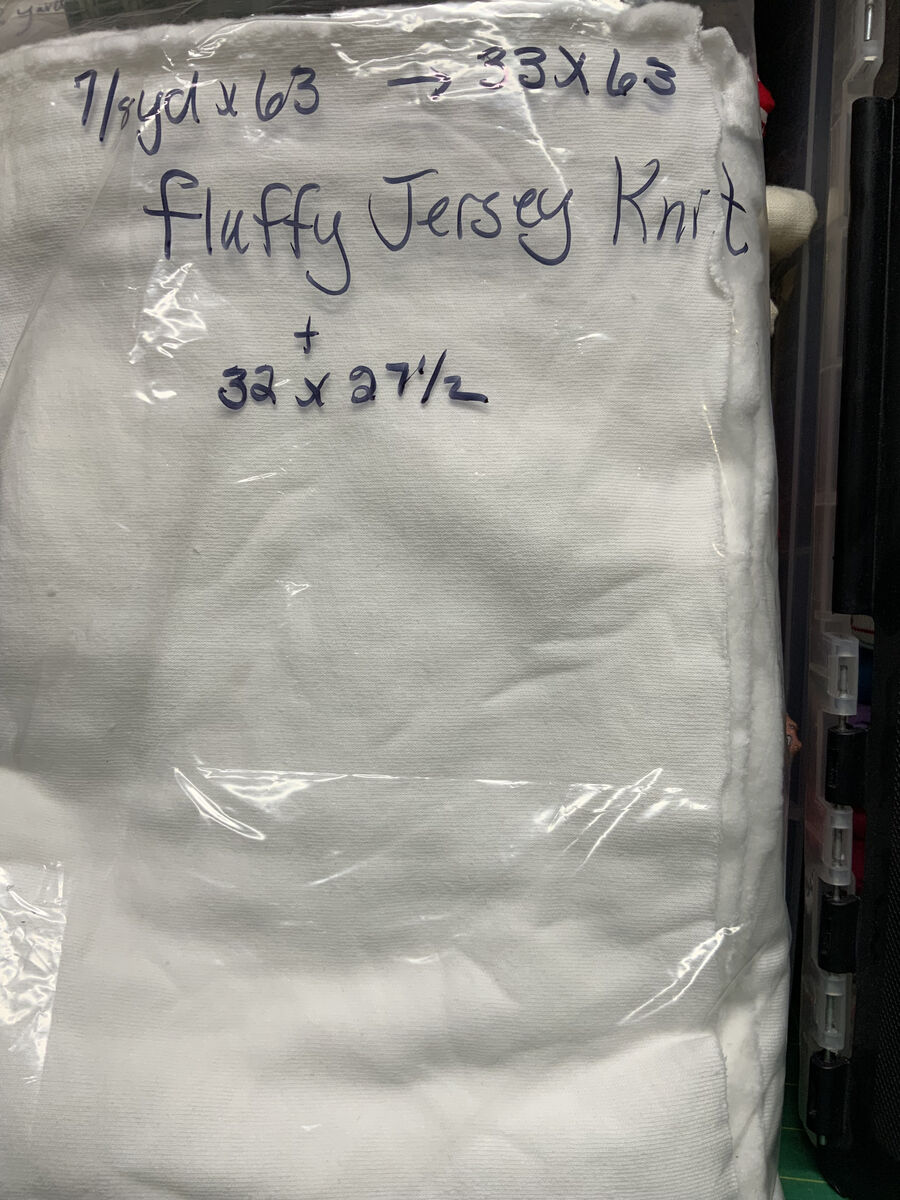 7/8yd x 63 → 33X63
fluffy Jersey Knit
+
32 x 27 1/2